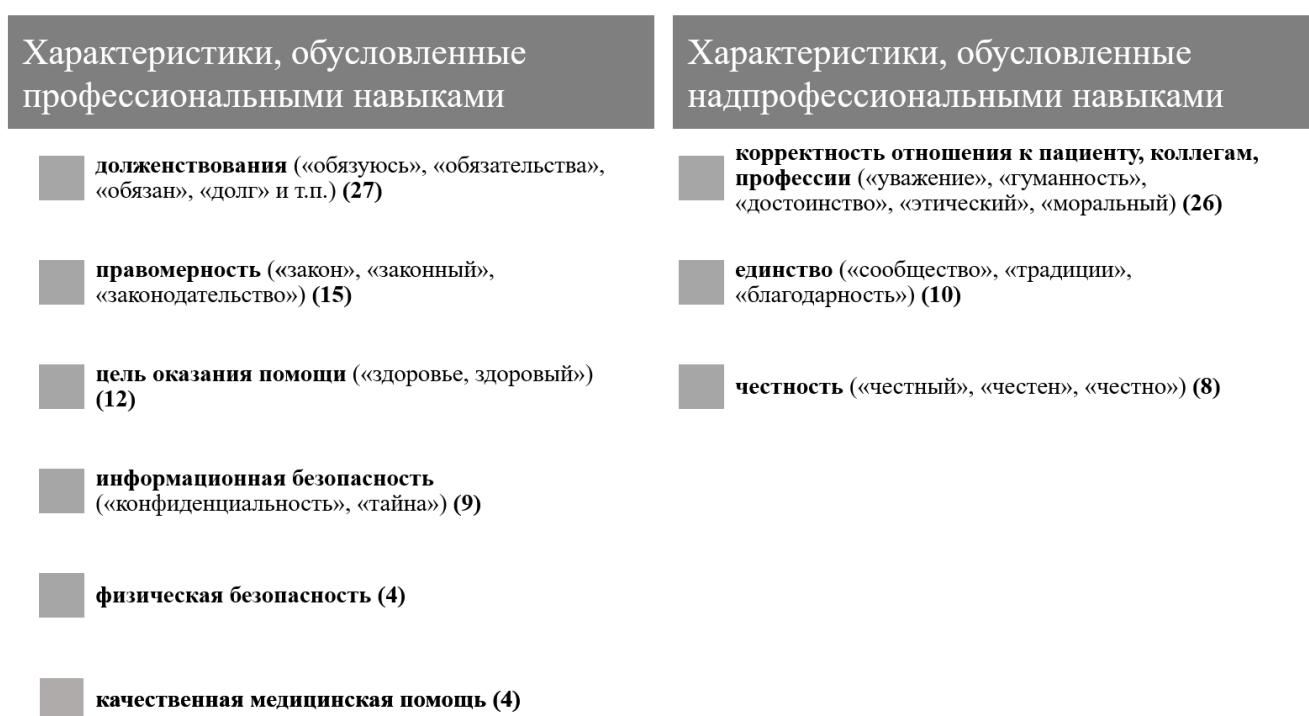 Характеристики, обусловленные
профессиональными навыками
долженствования («обязуюсь», «обязательства»,
«обязан», «долг» и т.п.) (27)
правомерность («закон», «законный»,
«законодательство») (15)
цель оказания помощи («здоровье, здоровый»)
(12)
информационная безопасность
(«конфиденциальность», «тайна») (9)
физическая безопасность (4)
качественная медицинская помощь (4)
Характеристики, обусловленные
надпрофессиональными навыками
корректность отношения к пациенту, коллегам,
профессии («уважение», «гуманность»,
«достоинство», «этический», «моральный) (26)
единство («сообщество», «традиции»,
«благодарность») (10)
честность («честный», «честен», «честно») (8)